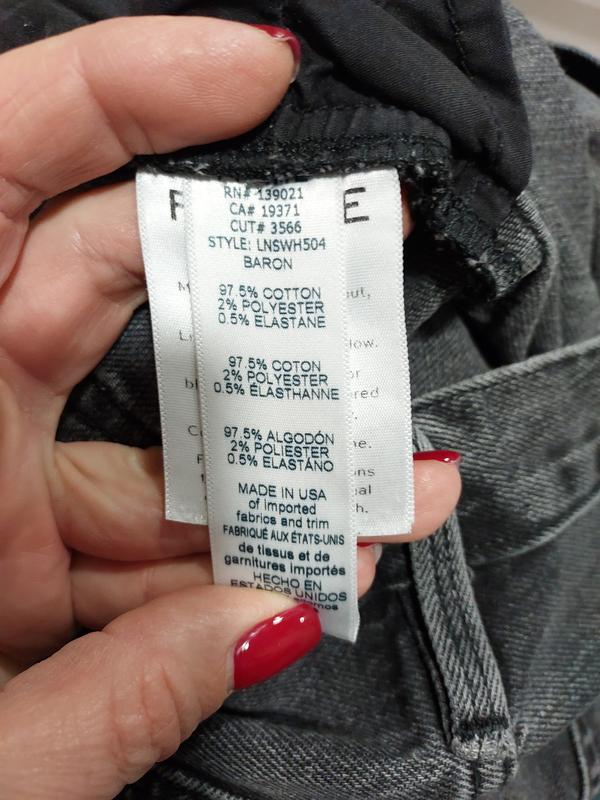 RN# 139021
CA# 19371
CUT# 3566
STYLE: LNSWH504
BARON
97.5% COTTON
2% POLYESTER
0.5% ELASTANE
97.5% COTON
2% POLYESTER
0.5% ÉLASTHANNE
97.5% ALGODÓN
2% POLIESTER
0.5% ELASTANO
MADE IN USA
of imported
fabrics and trim
FABRIQUÉ AUX ÉTATS-UNIS
de tissus et de
garnitures importés
HECHO EN
ESTADOS UNIDOS